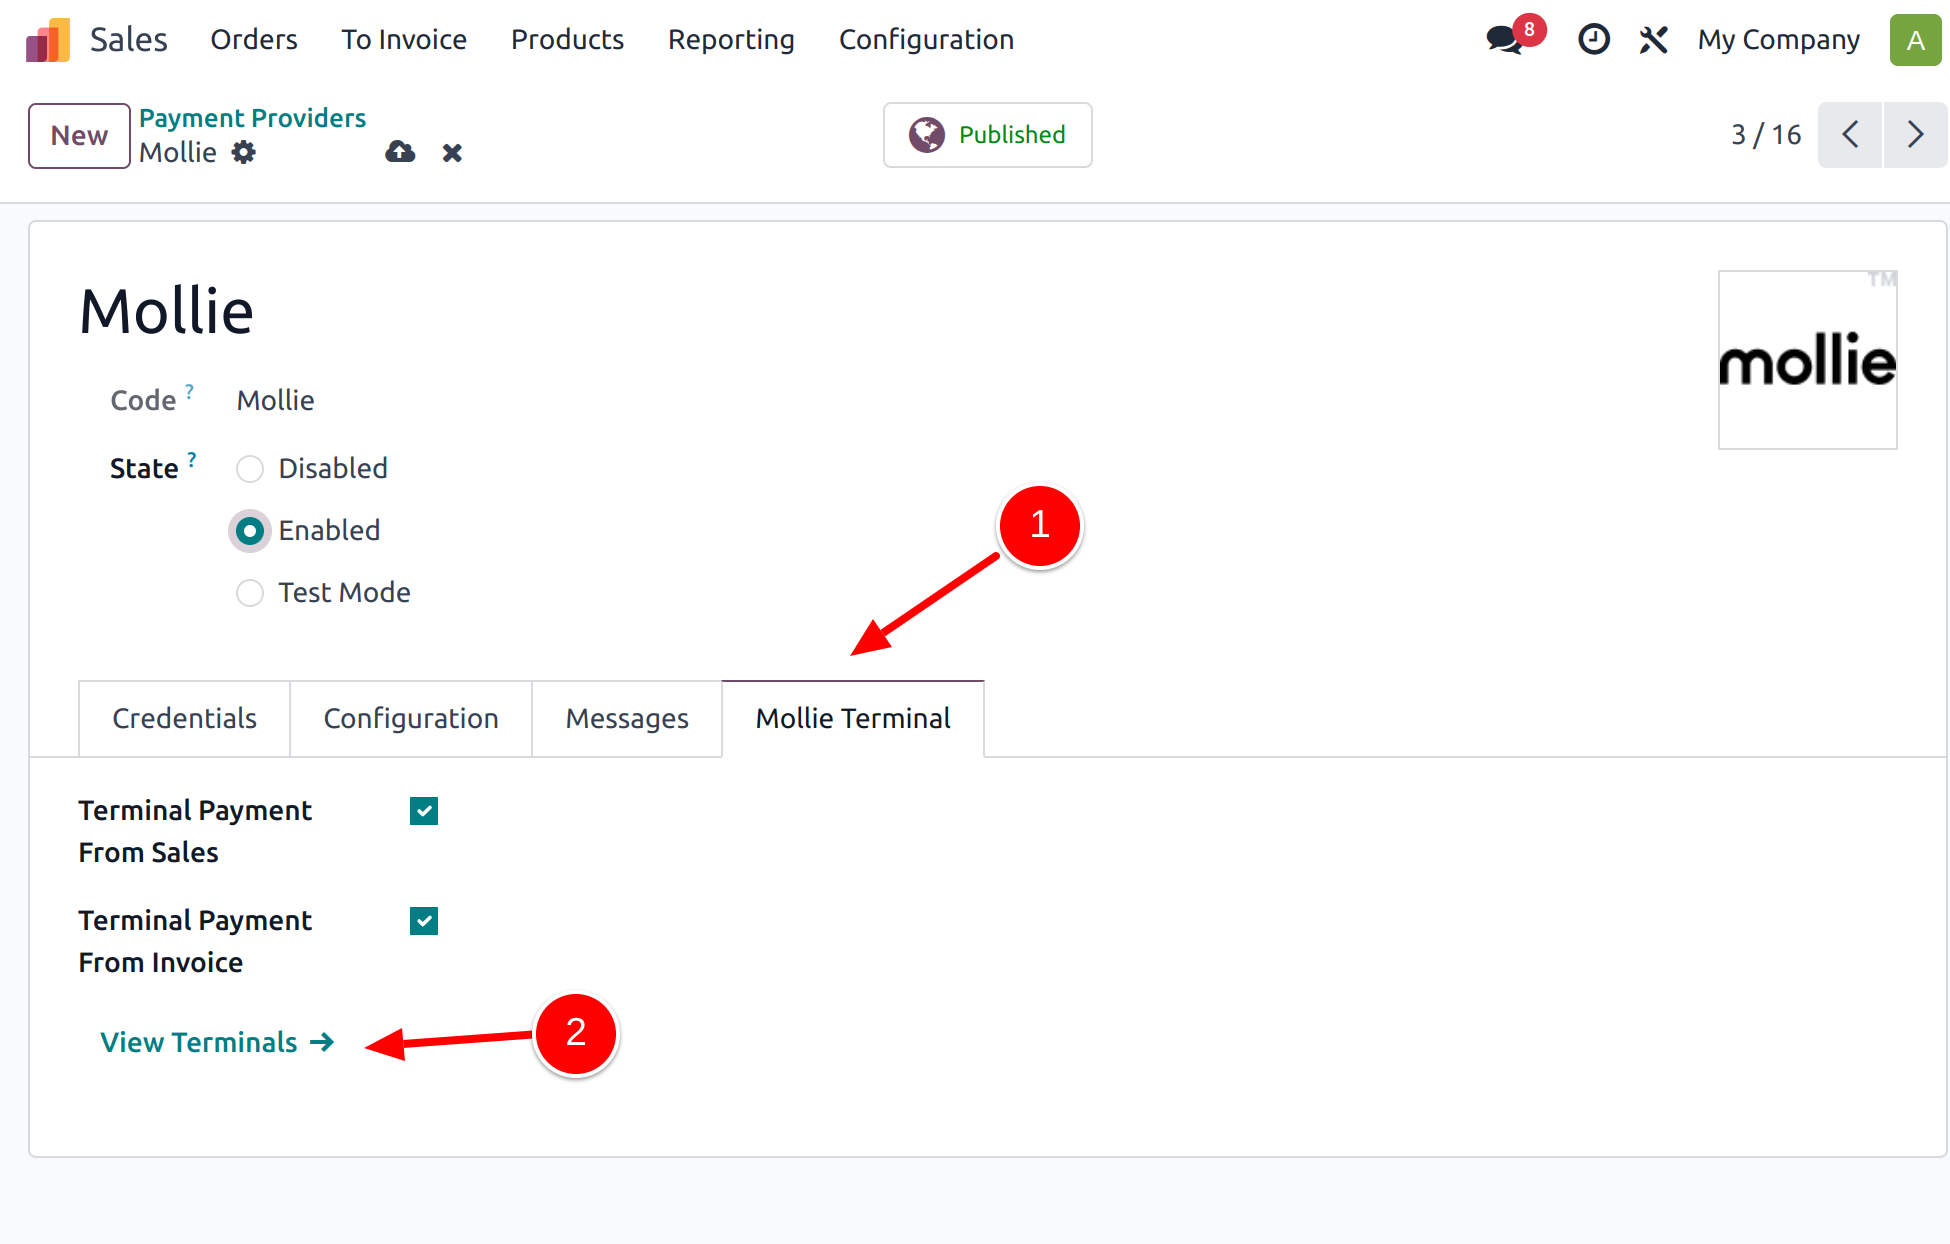 Sales Orders To Invoice Products Reporting Configuration 8 My Company A
New Payment Providers Published 3 / 16
Mollie
Mollie
TM
mollie
Code ? Mollie
State ? Disabled
Enabled
Test Mode
1
Credentials Configuration Messages Mollie Terminal
Terminal Payment
From Sales
Terminal Payment
From Invoice
View Terminals →
2